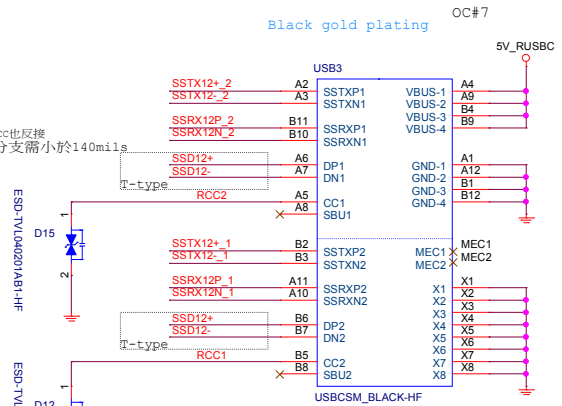 OC#7
Black gold plating
5V_RUSBC
USB3
SSTX12+_2 A2 SSTXP1 VBUS-1 A4
SSTX12-_2 A3 SSTXN1 VBUS-2 A9
VBUS-3 B4
SSRX12P_2 B11 SSRXP1 VBUS-4 B9
SSRX12N_2 B10 SSRXN1
cc也反接
分支需小於140mils
SSD12+ A6 DP1 GND-1 A1
SSD12- A7 DN1 GND-2 A12
T-type
GND-3 B1
RCC2 A5 CC1 GND-4 B12
A8 SBU1
ESD-TVL040201AB1-HF
D15
1
2
SSTX12+_1 B2 SSTXP2 MEC1 MEC1
SSTX12-_1 B3 SSTXN2 MEC2 MEC2
SSRX12P_1 A11 SSRXP2 X1 X1
SSRX12N_1 A10 SSRXN2 X2 X2
X3 X3
SSD12+ B6 DP2 X4 X4
SSD12- B7 DN2 X5 X5
T-type
X6 X6
RCC1 B5 CC2 X7 X7
B8 SBU2 X8 X8
USBCSM_BLACK-HF
ESD-TVL
D12
1